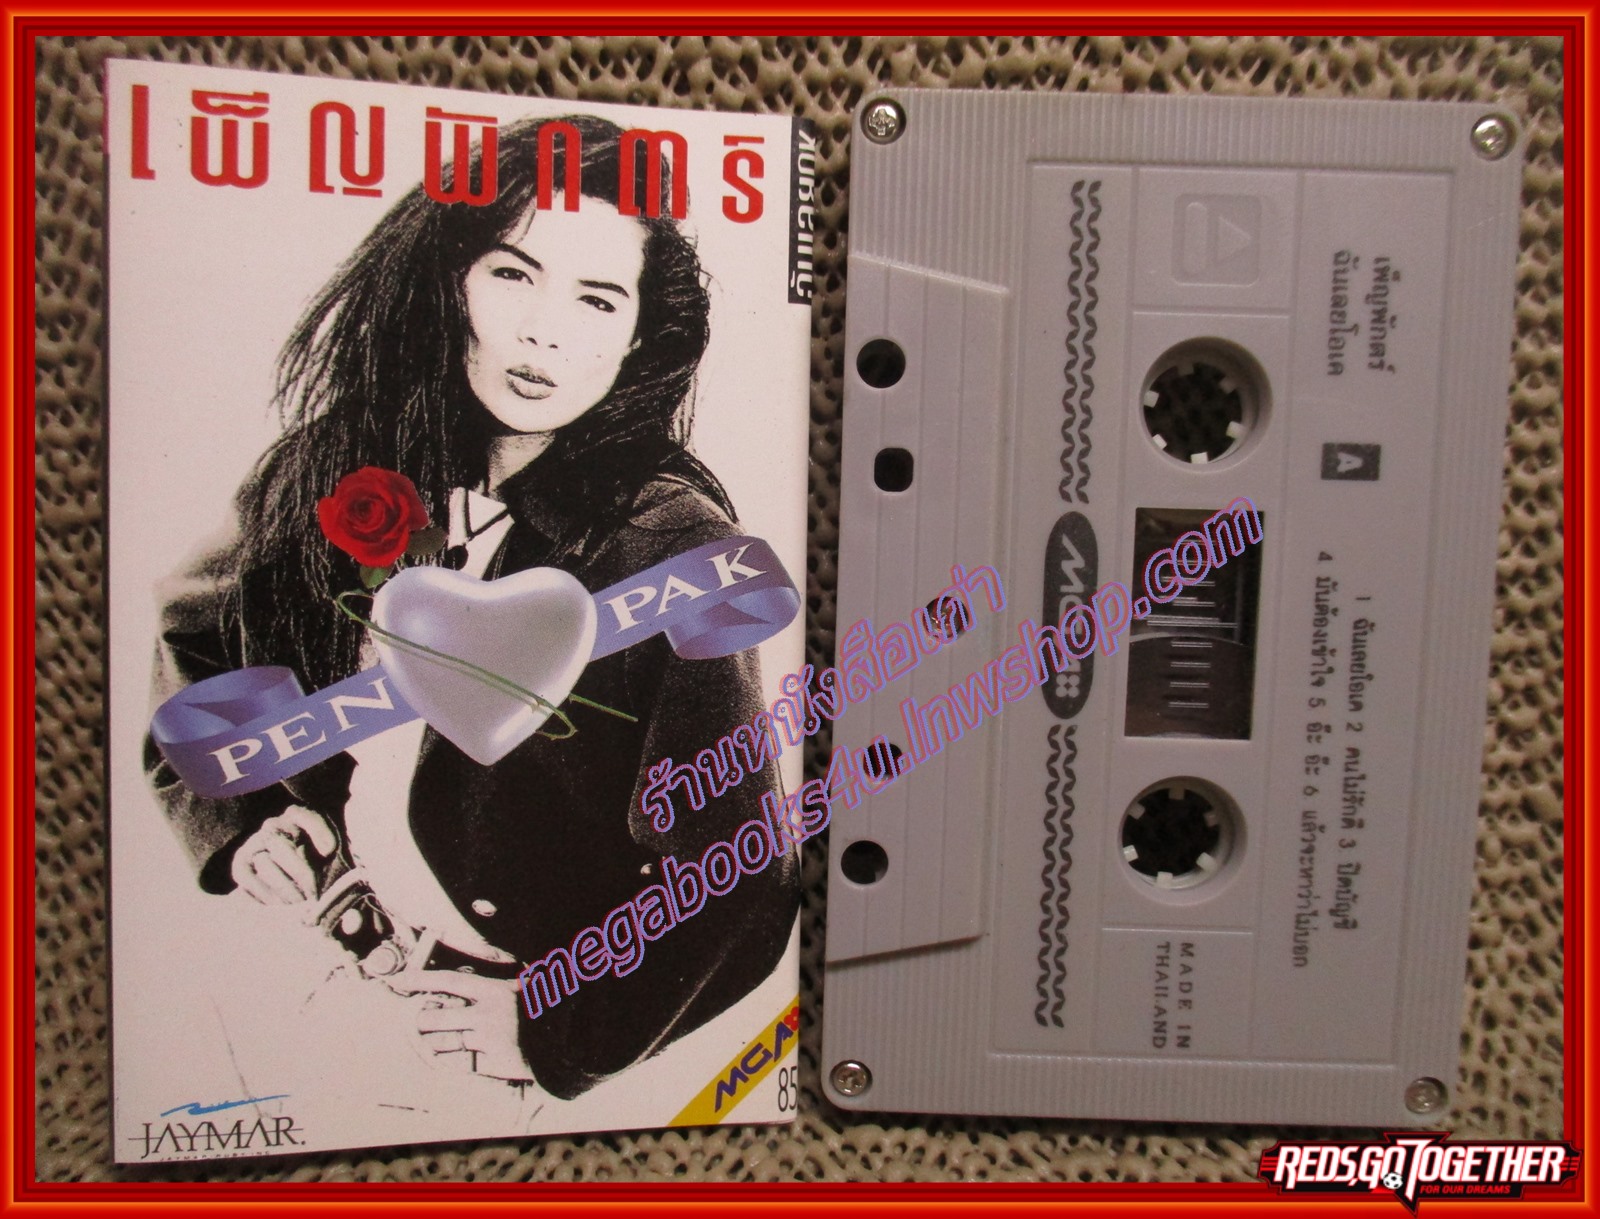 เพ็ญพักตร์
PEN PAK
JAYMAR.
MGA
85
เพ็ญพักตร์
ฉันเลยโอเค
A
1 ฉันเลยโอเค 2 คนไม่รักดี 3 ปิดบัญชี
4 มันต้องเข้าใจ 5 อ๊ะ อ๊ะ 6 แล้วจะหาว่าไม่บอก
MGA
MADE IN
THAILAND
ร้านหนังสือเก่า
megabooks4u.lnwshop.com
REDS,GO TOGETHER
FOR OUR DREAMS